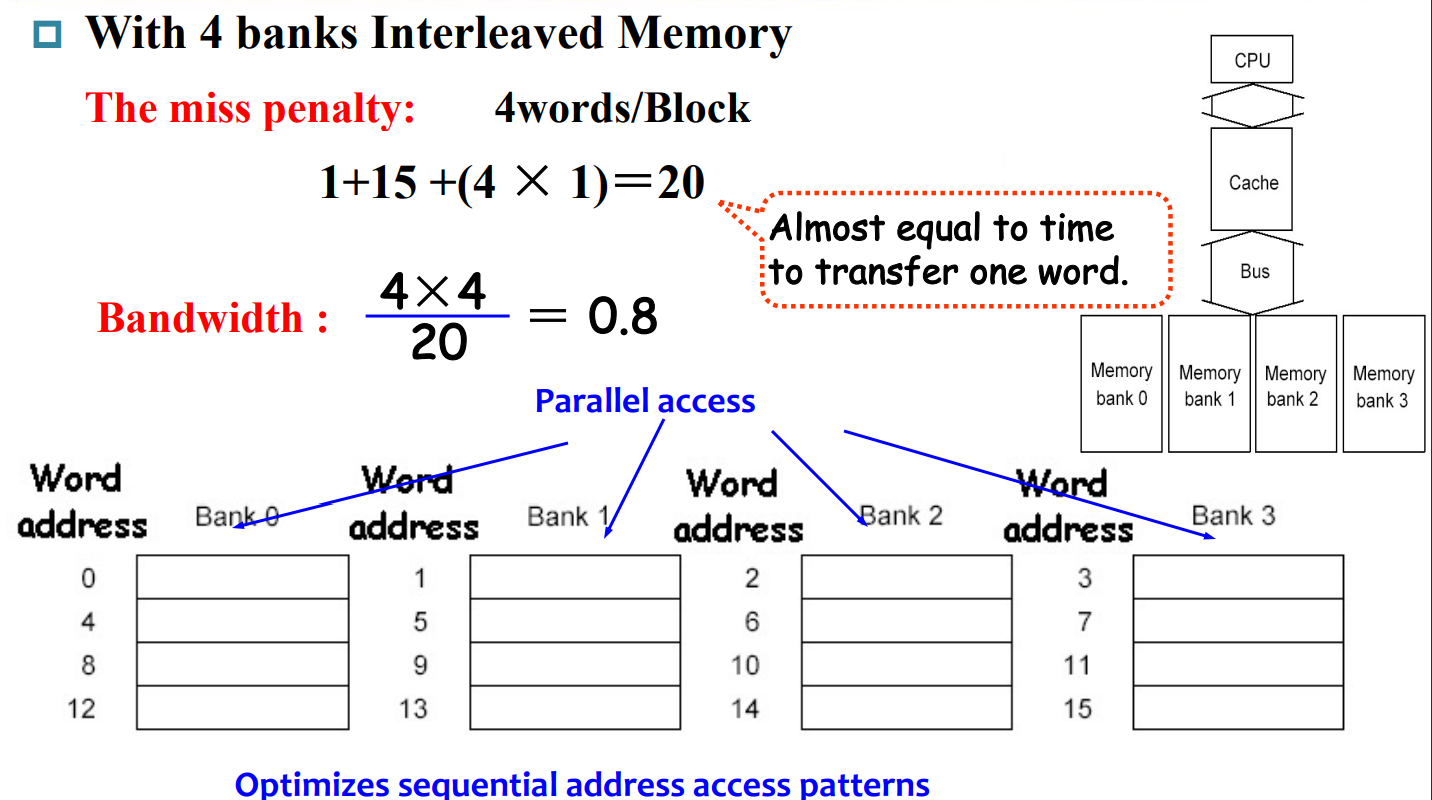 With 4 banks Interleaved Memory
The miss penalty: 4words/Block
1+15 +(4 × 1)=20
Almost equal to time
to transfer one word.
Bandwidth :
4×4
20
= 0.8
CPU
Cache
Bus
Memory
bank 0
Memory
bank 1
Memory
bank 2
Memory
bank 3
Parallel access
Word
address
Bank 0
Word
address
Bank 1
Word
address
Bank 2
Word
address
Bank 3
0 1 2 3
4 5 6 7
8 9 10 11
12 13 14 15
Optimizes sequential address access patterns